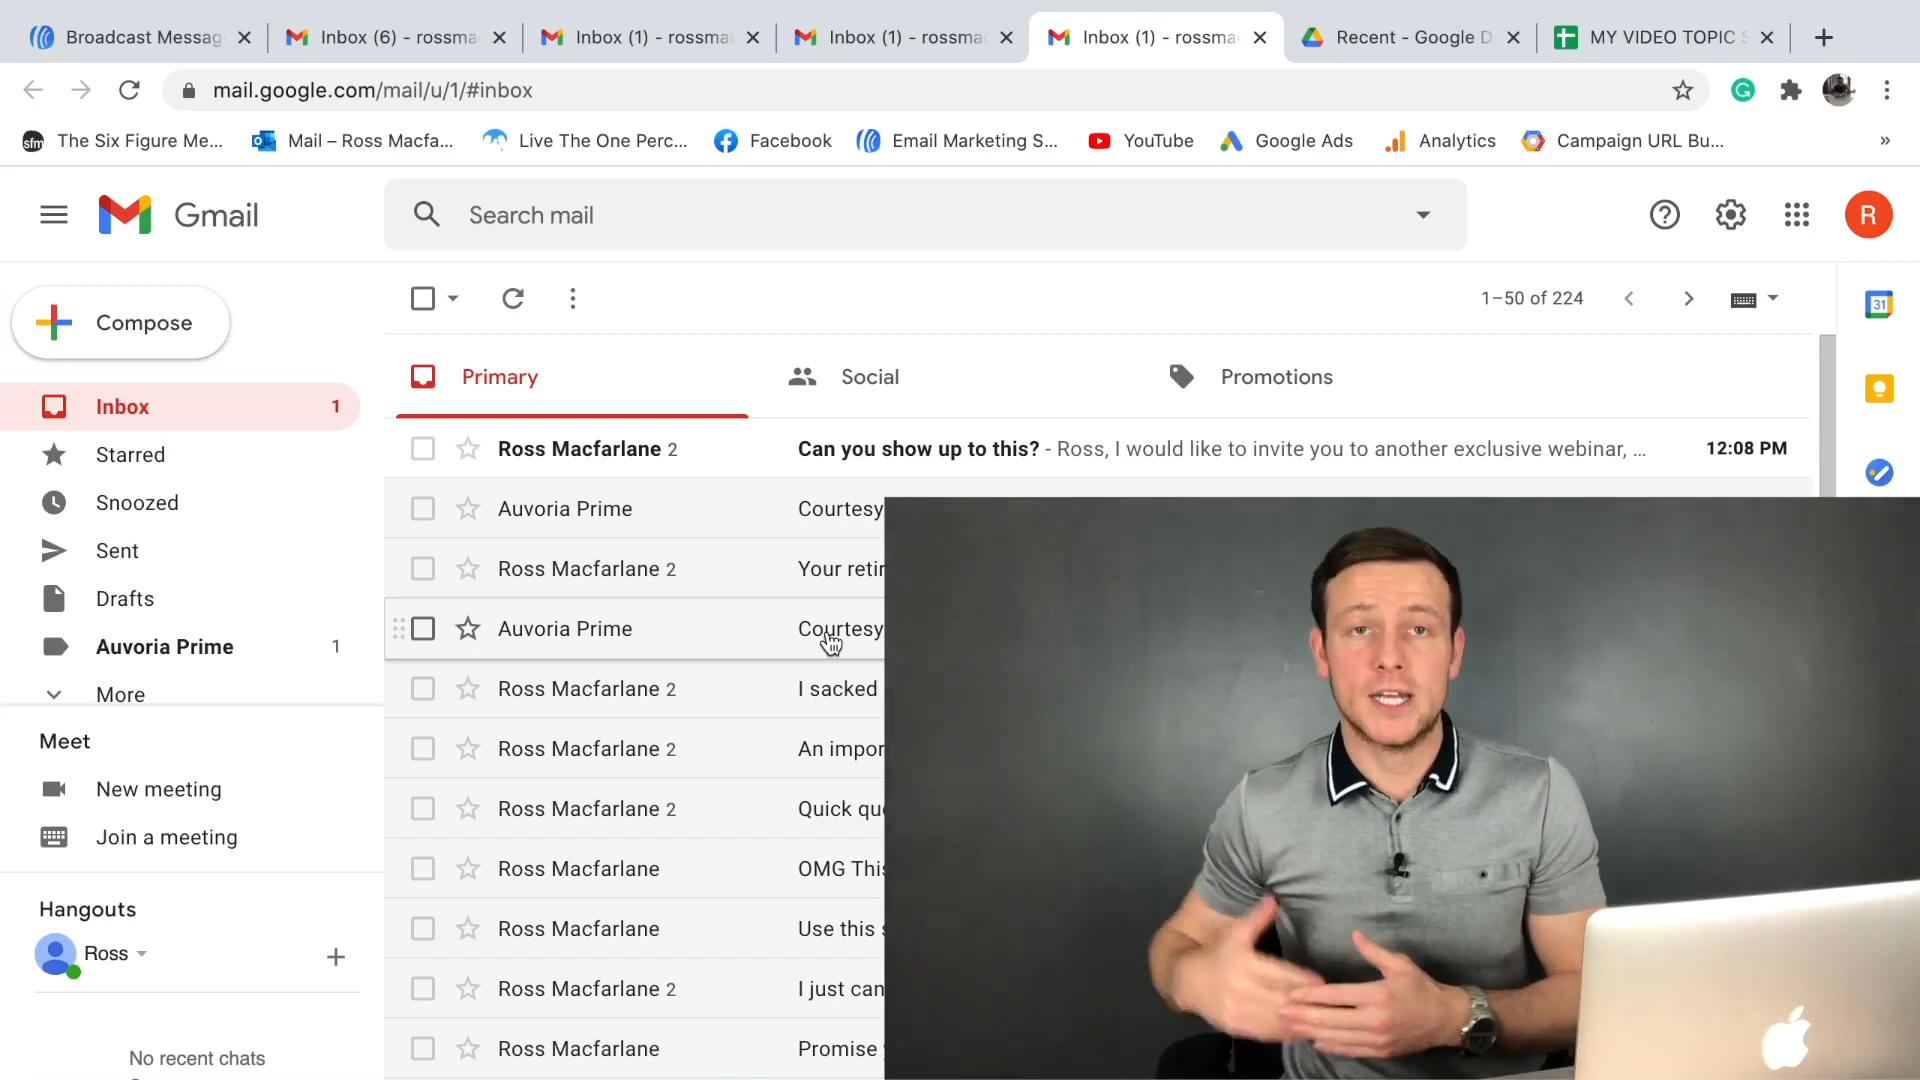 Broadcast Messag
Inbox (6) - rossma
Inbox (1) - rossma
Inbox (1) - rossma
Inbox (1) - rossma
Recent - Google D
MY VIDEO TOPIC S
mail.google.com/mail/u/1/#inbox
sfm The Six Figure Me...
Mail – Ross Macfa...
Live The One Perc...
Facebook
Email Marketing S...
YouTube
Google Ads
Analytics
Campaign URL Bu...
»
Gmail
Search mail
R
Compose
1–50 of 224
31
Primary
Social
Promotions
Inbox 1
Starred
Snoozed
Sent
Drafts
Auvoria Prime 1
More
Ross Macfarlane 2 Can you show up to this? - Ross, I would like to invite you to another exclusive webinar, ... 12:08 PM
Auvoria Prime Courtesy
Ross Macfarlane 2 Your retir
Auvoria Prime Courtesy
Ross Macfarlane 2 I sacked
Ross Macfarlane 2 An impor
Ross Macfarlane 2 Quick qu
Ross Macfarlane OMG This
Ross Macfarlane Use this
Ross Macfarlane 2 I just can
Ross Macfarlane Promise
Meet
New meeting
Join a meeting
Hangouts
Ross
No recent chats